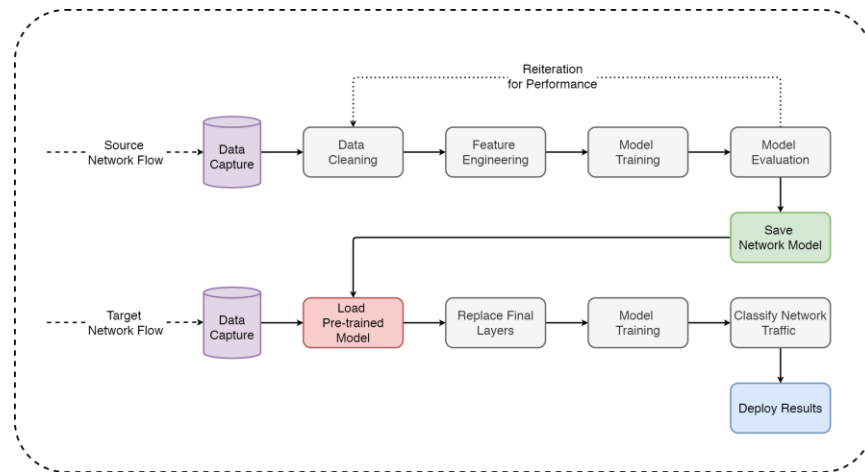 Reiteration
for Performance
Source
Network Flow
Data
Capture
Data
Cleaning
Feature
Engineering
Model
Training
Model
Evaluation
Save
Network Model
Target
Network Flow
Data
Capture
Load
Pre-trained
Model
Replace Final
Layers
Model
Training
Classify Network
Traffic
Deploy Results